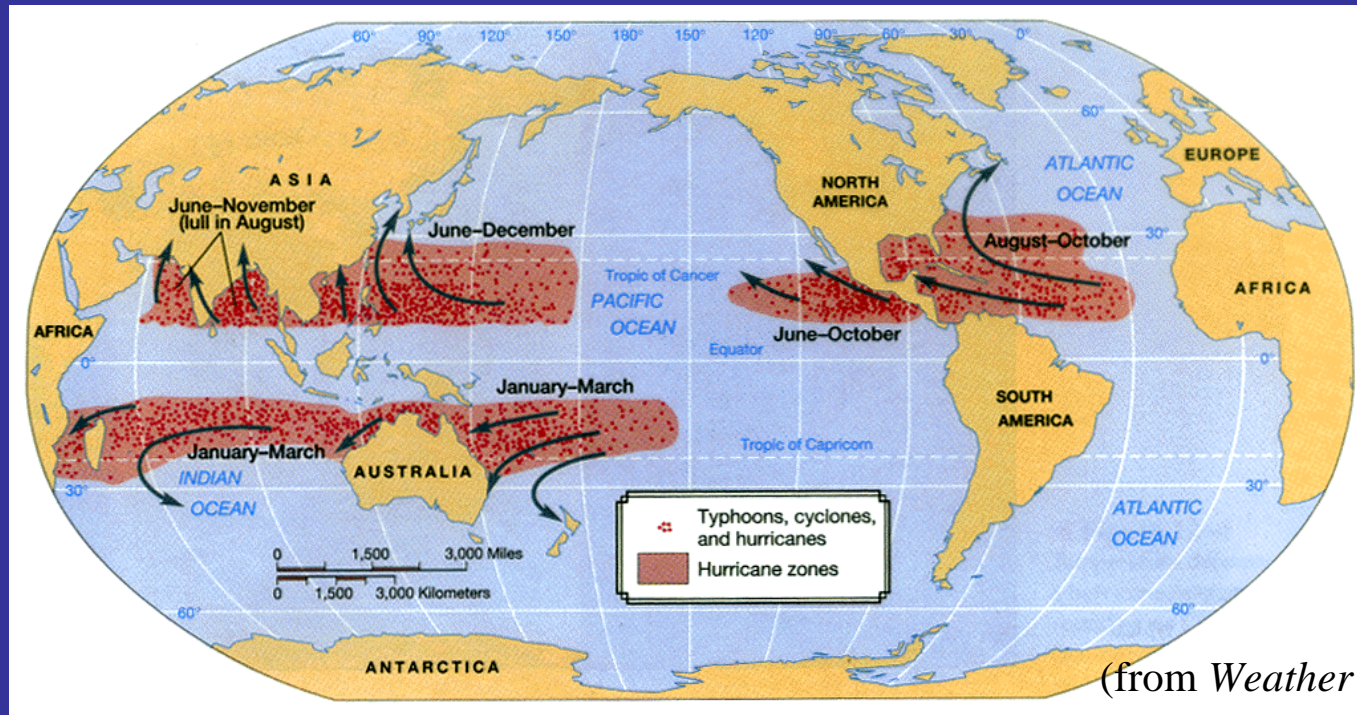 60° 90° 120° 150° 180° 150° 120° 90° 60° 30° 0°
60°
ATLANTIC
OCEAN
EUROPE
ASIA
NORTH
AMERICA
June–November
(lull in August)
June–December
30°
August–October
Tropic of Cancer
PACIFIC
OCEAN
AFRICA
AFRICA
June–October
0°
Equator
0°
January–March
SOUTH
AMERICA
January–March
Tropic of Capricorn
AUSTRALIA
INDIAN
OCEAN
30°
30°
ATLANTIC
OCEAN
Typhoons, cyclones,
and hurricanes
Hurricane zones
0 1,500 3,000 Miles
0 1,500 3,000 Kilometers
60°
60°
ANTARCTICA
(from Weather